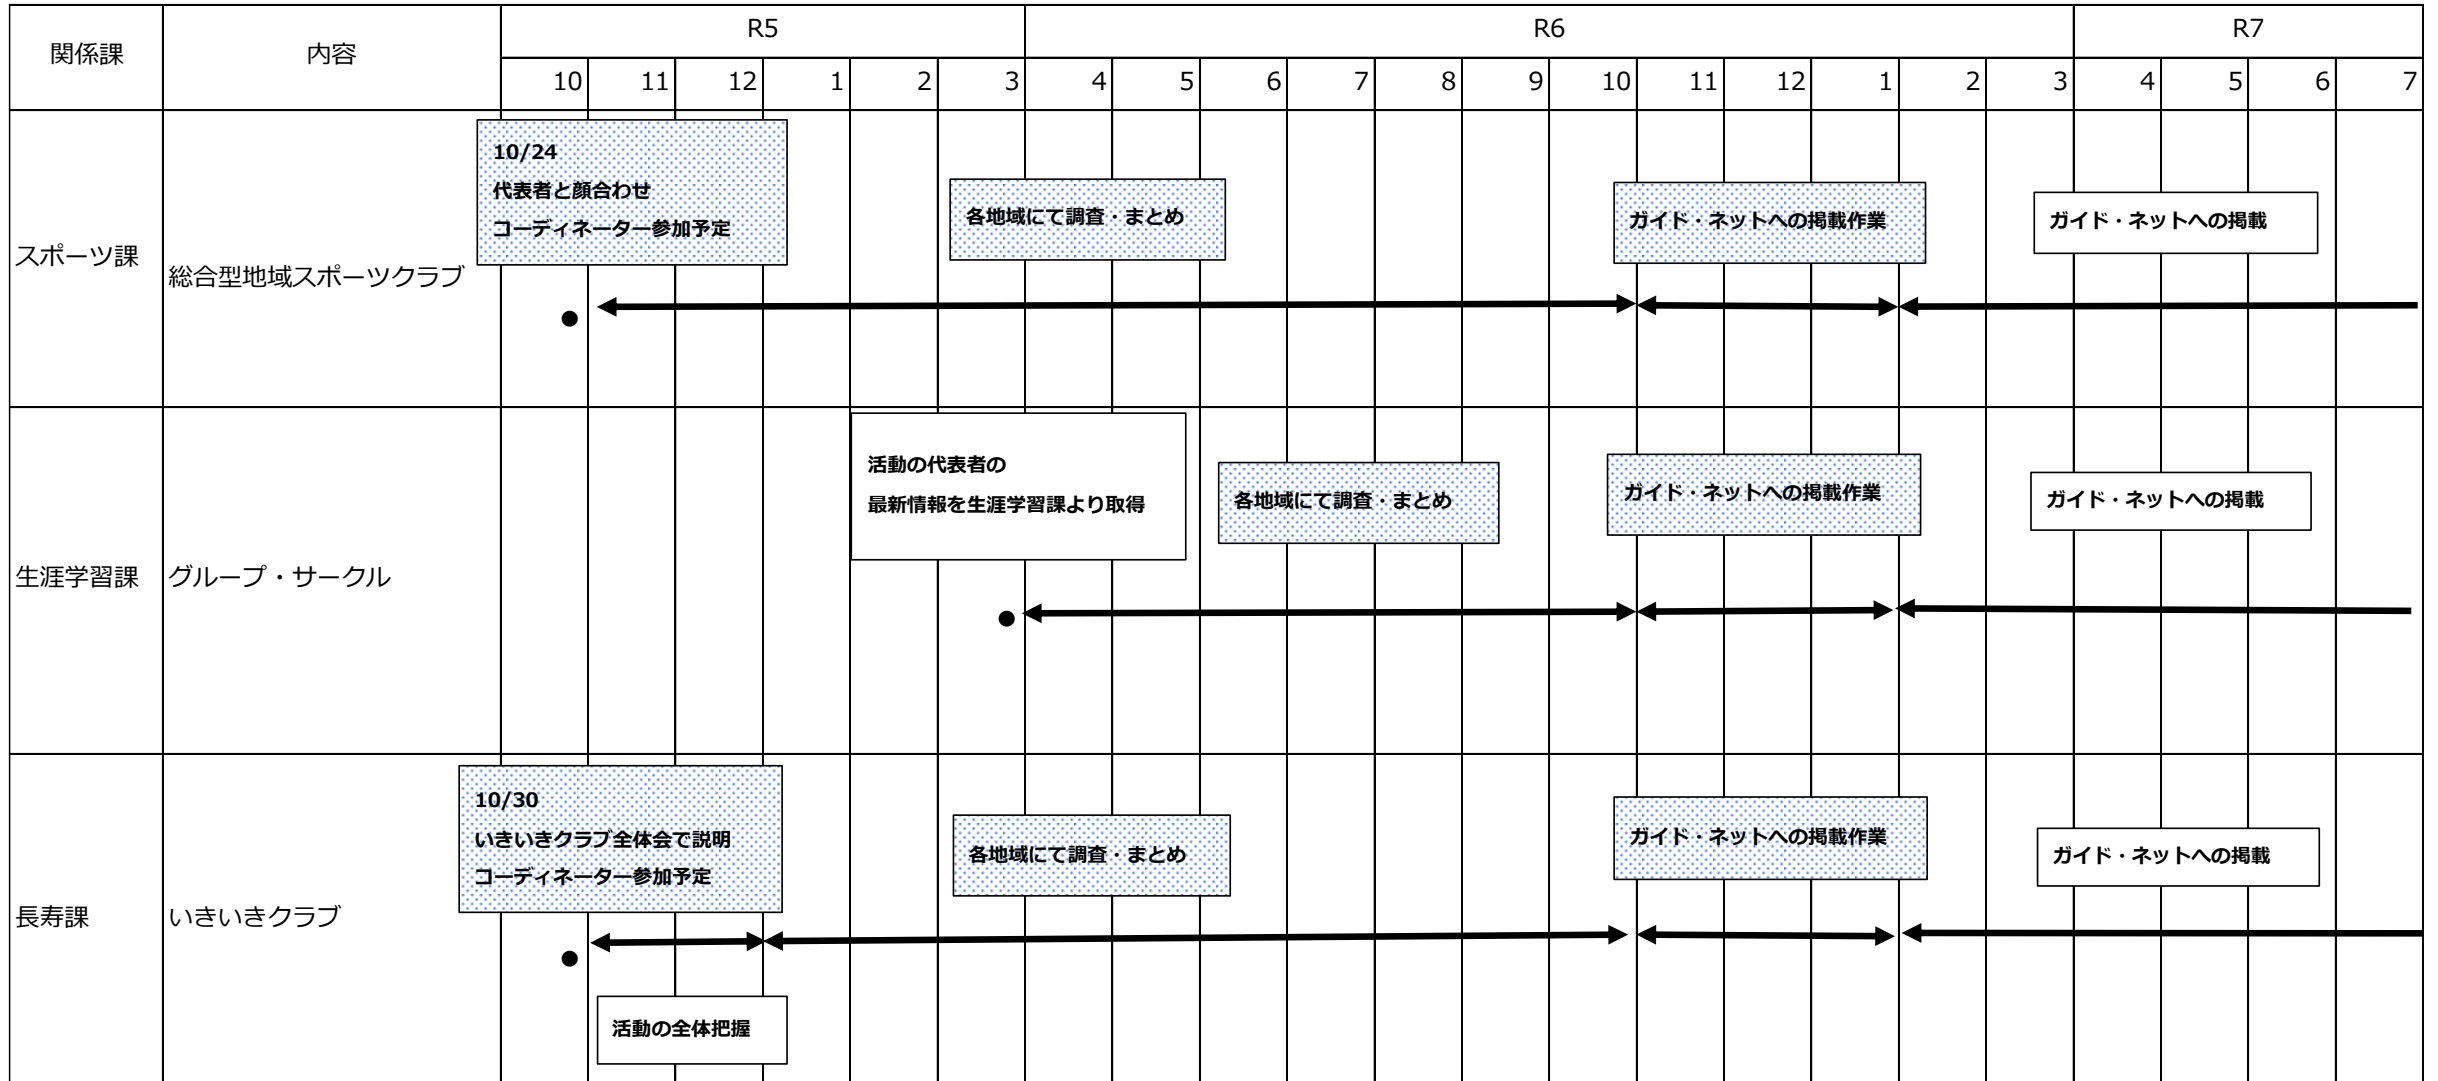 関係課
内容
R5
R6
R7
10 11 12 1 2 3 4 5 6 7 8 9 10 11 12 1 2 3 4 5 6 7
スポーツ課
総合型地域スポーツクラブ
10/24
代表者と顔合わせ
コーディネーター参加予定
各地域にて調査・まとめ
ガイド・ネットへの掲載作業
ガイド・ネットへの掲載
生涯学習課
グループ・サークル
活動の代表者の
最新情報を生涯学習課より取得
各地域にて調査・まとめ
ガイド・ネットへの掲載作業
ガイド・ネットへの掲載
長寿課
いきいきクラブ
10/30
いきいきクラブ全体会で説明
コーディネーター参加予定
各地域にて調査・まとめ
ガイド・ネットへの掲載作業
ガイド・ネットへの掲載
活動の全体把握